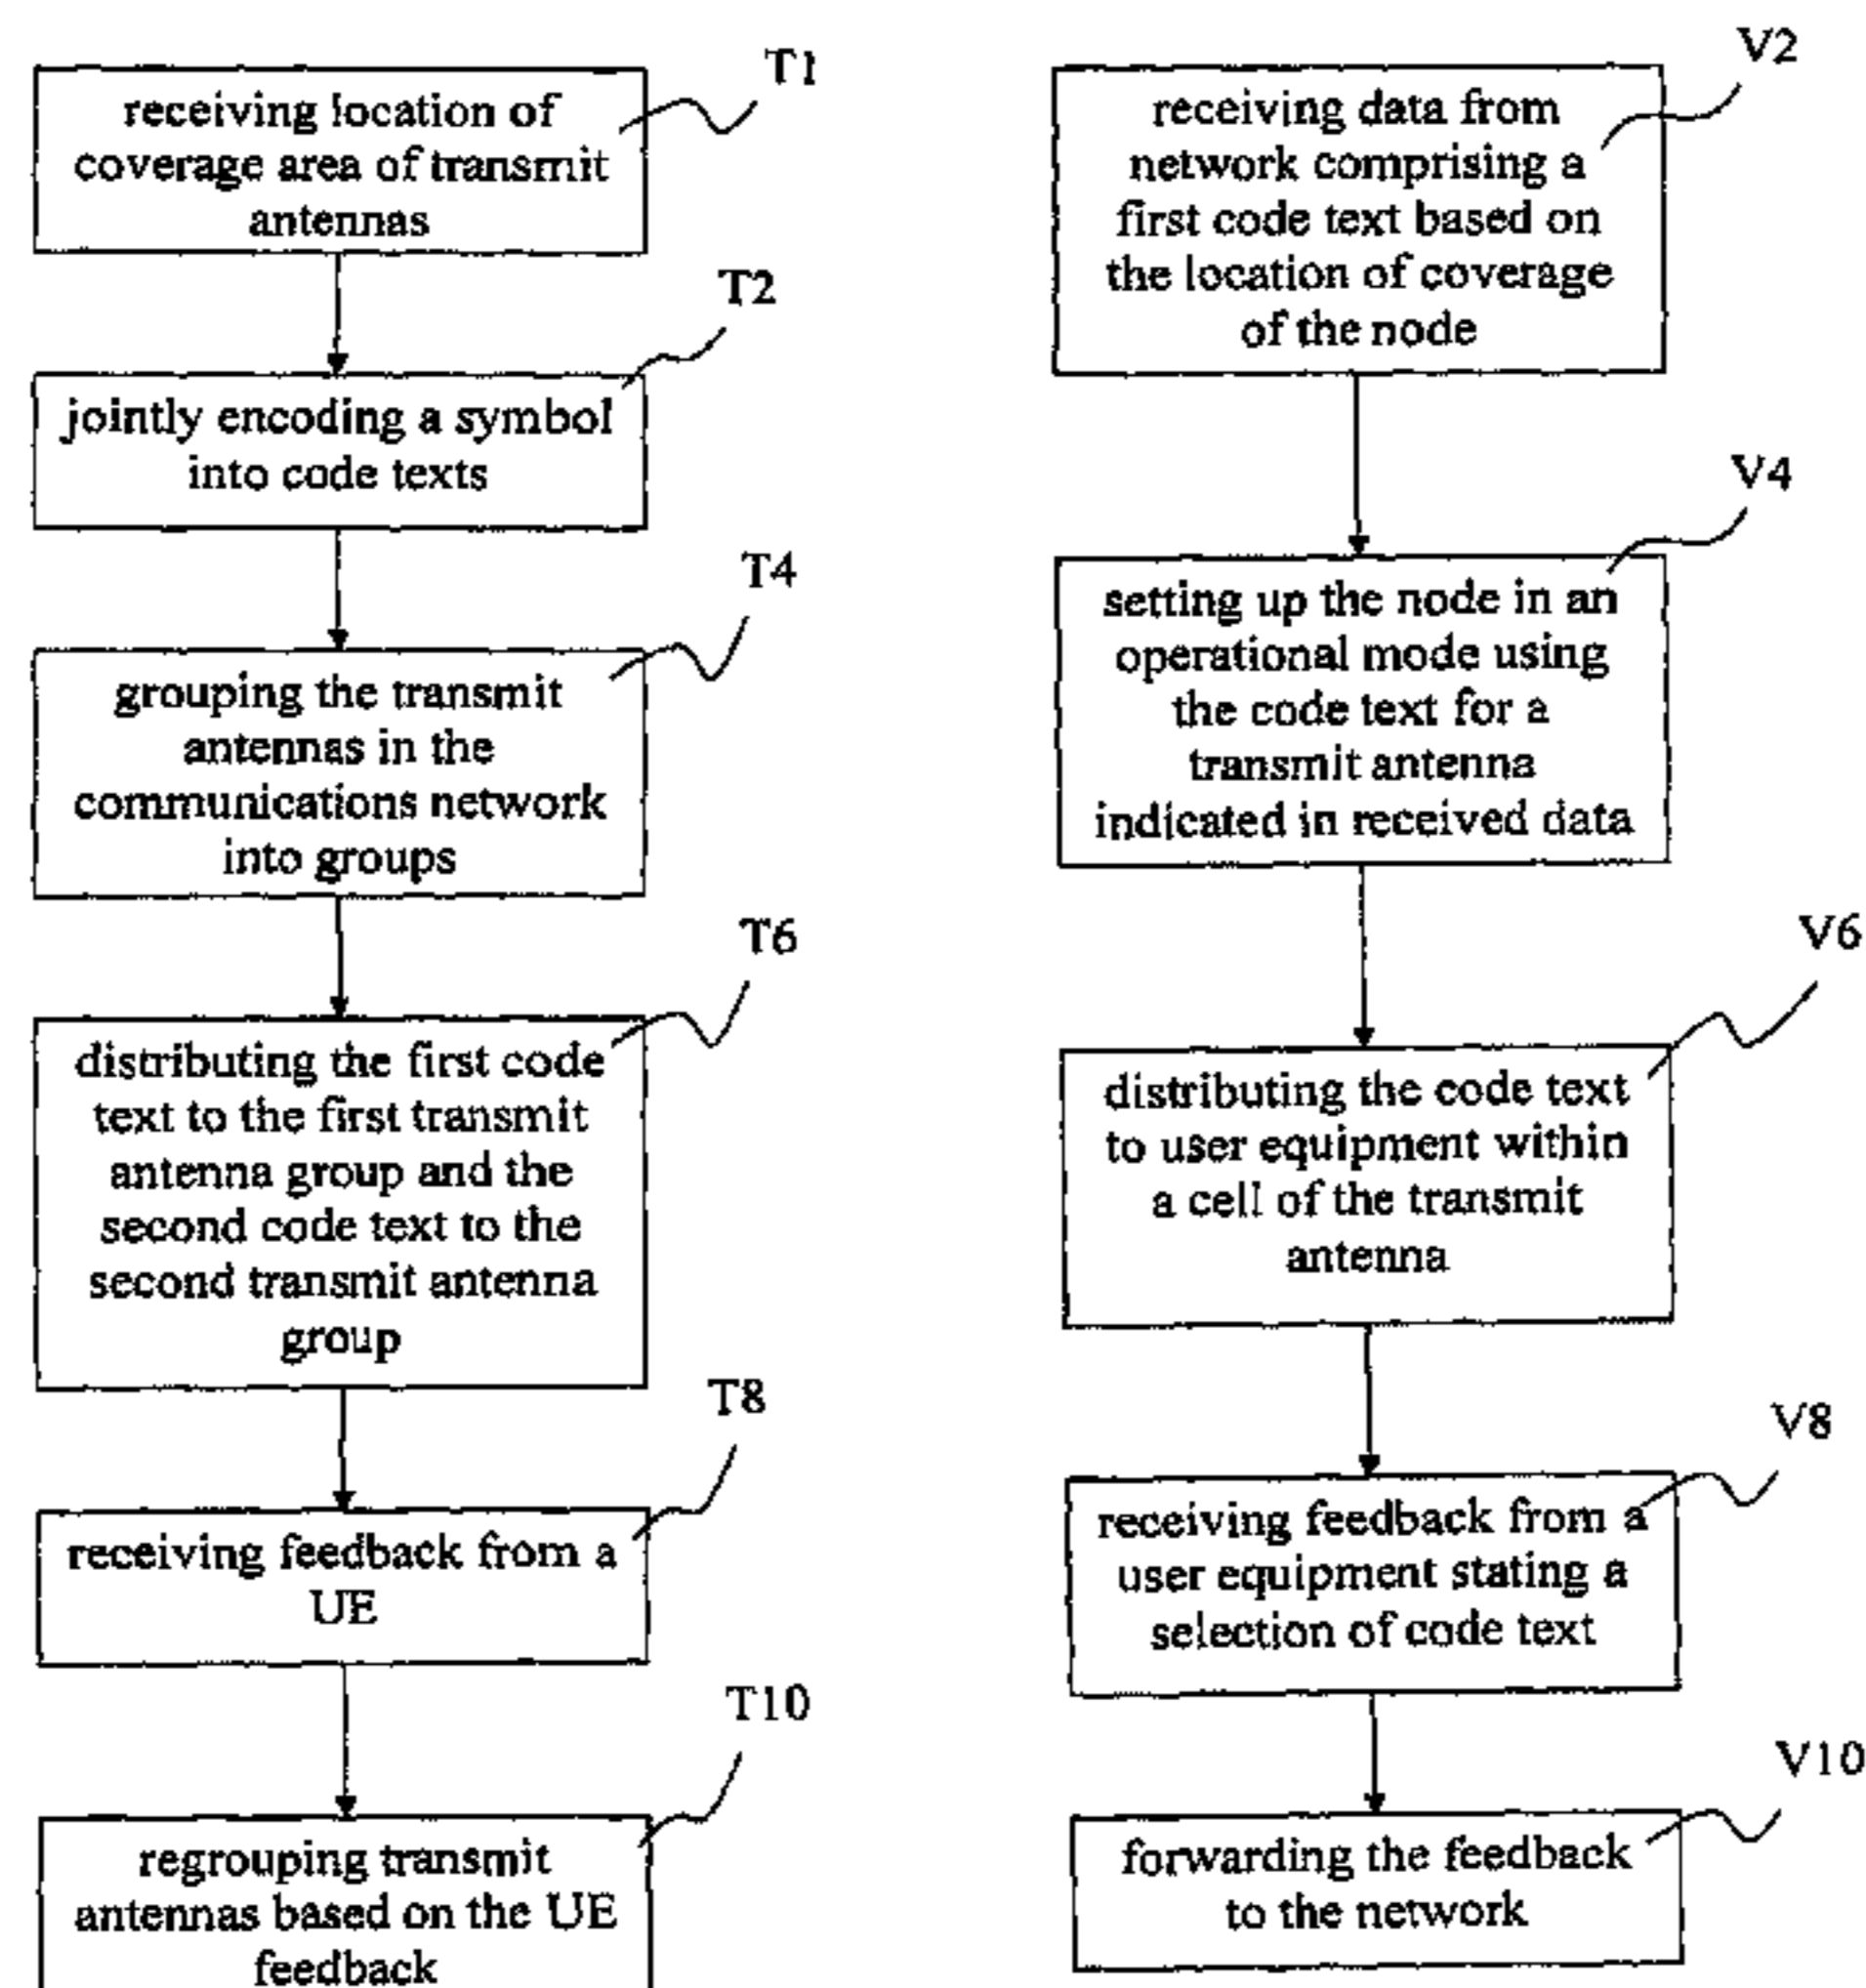 T1
receiving location of
coverage area of transmit
antennas
T2
jointly encoding a symbol
into code texts
T4
grouping the transmit
antennas in the
communications network
into groups
T6
distributing the first code
text to the first transmit
antenna group and the
second code text to the
second transmit antenna
group
T8
receiving feedback from a
UE
T10
regrouping transmit
antennas based on the UE
feedback
V2
receiving data from
network comprising a
first code text based on
the location of coverage
of the node
V4
setting up the node in an
operational mode using
the code text for a
transmit antenna
indicated in received data
V6
distributing the code text
to user equipment within
a cell of the transmit
antenna
V8
receiving feedback from a
user equipment stating a
selection of code text
V10
forwarding the feedback
to the network